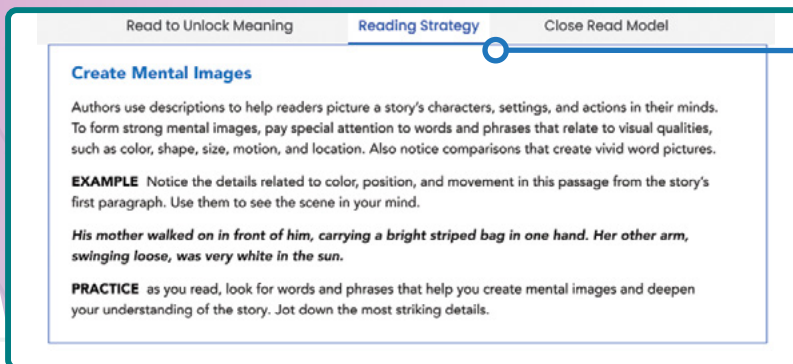 Read to Unlock Meaning Reading Strategy Close Read Model
Create Mental Images
Authors use descriptions to help readers picture a story's characters, settings, and actions in their minds.
To form strong mental images, pay special attention to words and phrases that relate to visual qualities,
such as color, shape, size, motion, and location. Also notice comparisons that create vivid word pictures.
EXAMPLE Notice the details related to color, position, and movement in this passage from the story's
first paragraph. Use them to see the scene in your mind.
His mother walked on in front of him, carrying a bright striped bag in one hand. Her other arm,
swinging loose, was very white in the sun.
PRACTICE as you read, look for words and phrases that help you create mental images and deepen
your understanding of the story. Jot down the most striking details.